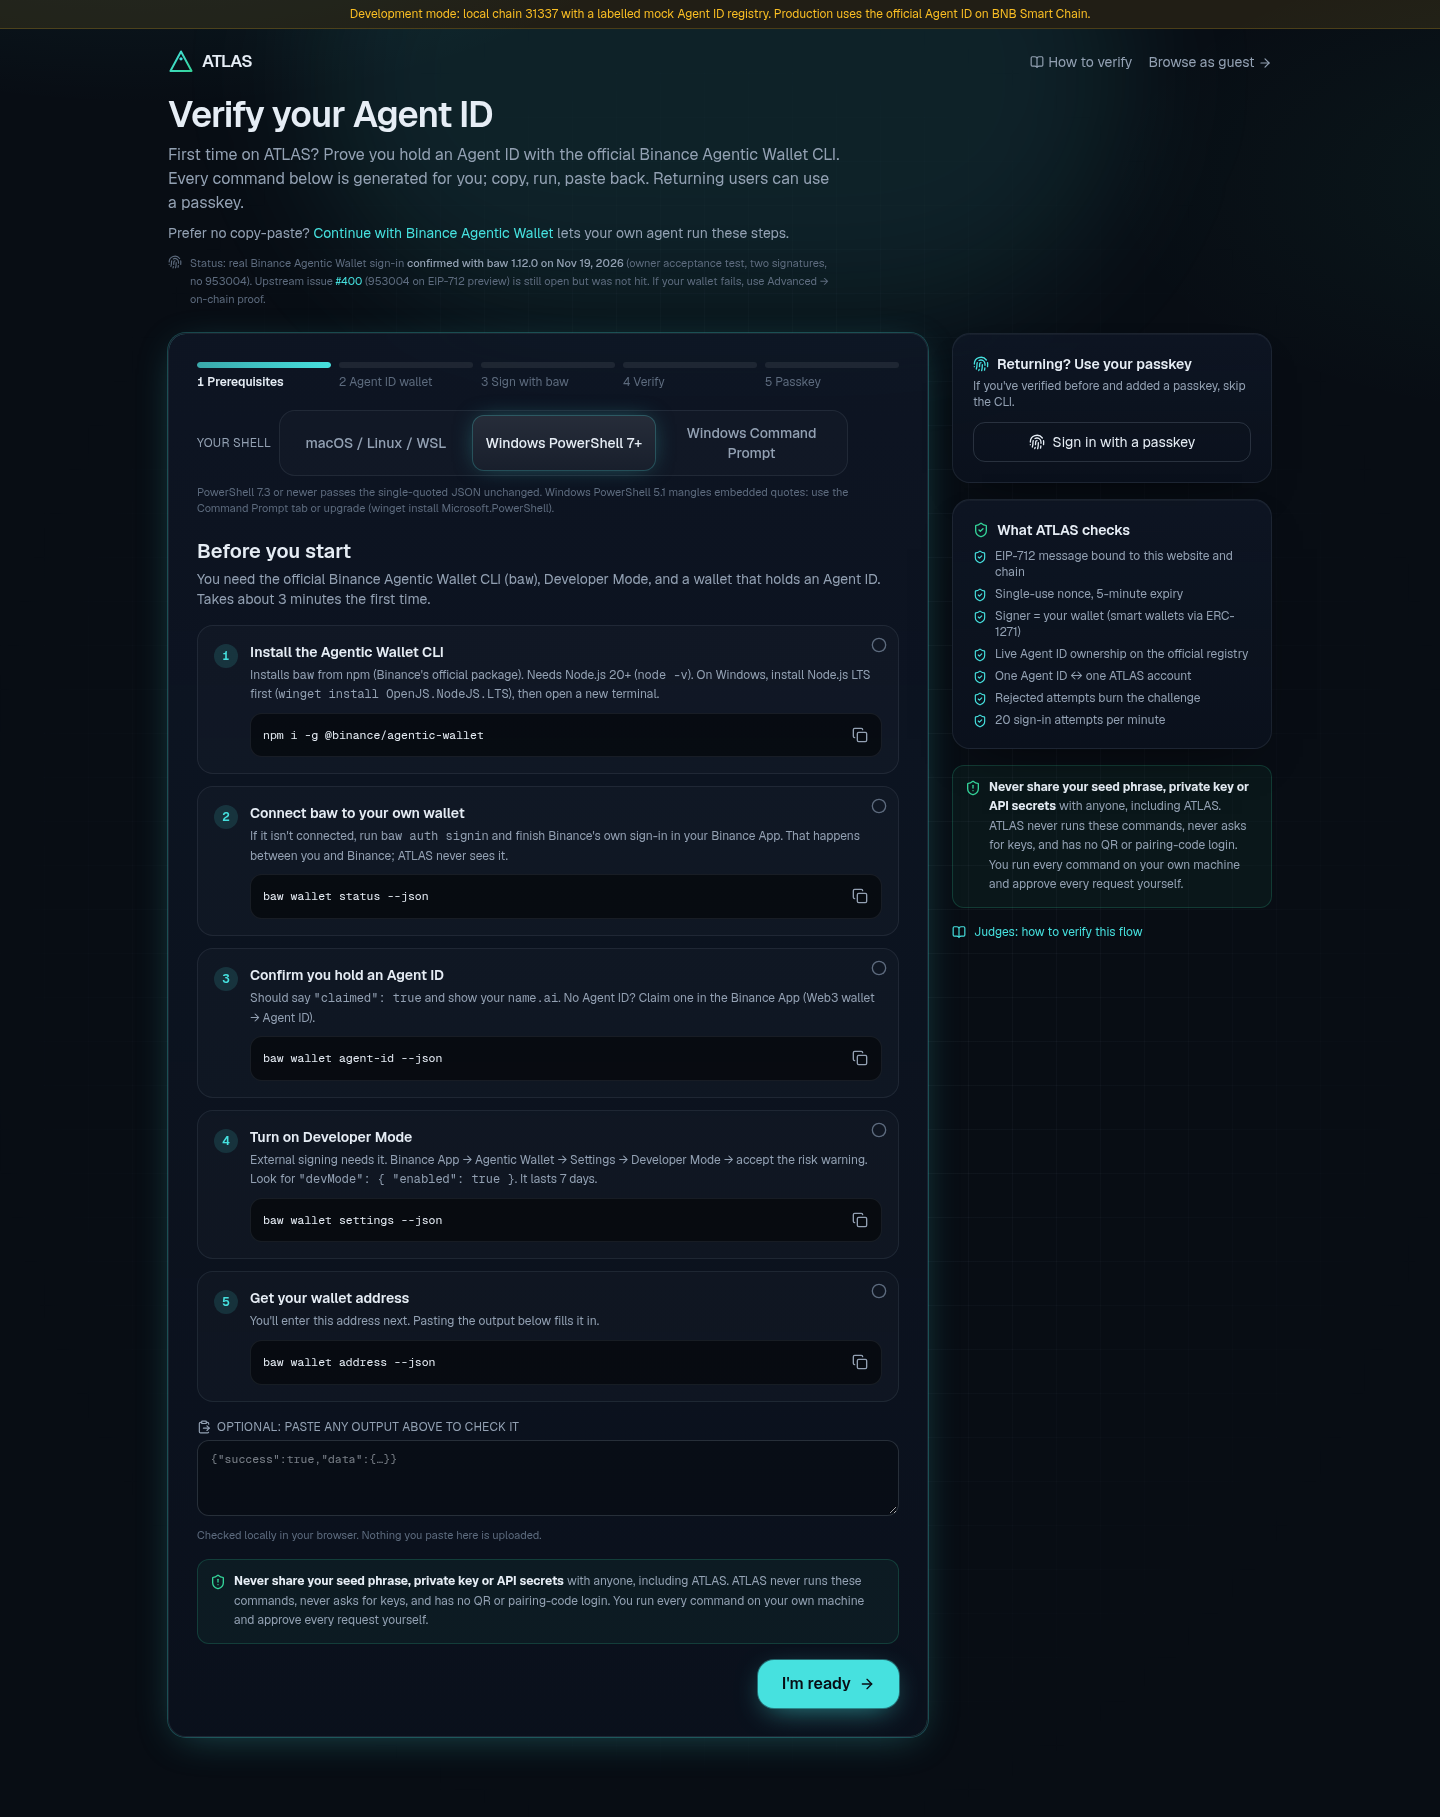 Development mode: local chain 31337 with a labelled mock Agent ID registry. Production uses the official Agent ID on BNB Smart Chain.
ATLAS
How to verify
Browse as guest →
Verify your Agent ID
First time on ATLAS? Prove you hold an Agent ID with the official Binance Agentic Wallet CLI.
Every command below is generated for you; copy, run, paste back. Returning users can use
a passkey.
Prefer no copy-paste? Continue with Binance Agentic Wallet lets your own agent run these steps.
Status: real Binance Agentic Wallet sign-in confirmed with baw 1.12.0 on Nov 19, 2026 (owner acceptance test, two signatures,
no 953004). Upstream issue #400 (953004 on EIP-712 preview) is still open but was not hit. If your wallet fails, use Advanced →
on-chain proof.
1 Prerequisites
2 Agent ID wallet
3 Sign with baw
4 Verify
5 Passkey
YOUR SHELL
macOS / Linux / WSL
Windows PowerShell 7+
Windows Command
Prompt
PowerShell 7.3 or newer passes the single-quoted JSON unchanged. Windows PowerShell 5.1 mangles embedded quotes: use the
Command Prompt tab or upgrade (winget install Microsoft.PowerShell).
Before you start
You need the official Binance Agentic Wallet CLI (baw), Developer Mode, and a wallet that holds an Agent ID.
Takes about 3 minutes the first time.
1
Install the Agentic Wallet CLI
Installs baw from npm (Binance's official package). Needs Node.js 20+ (node -v). On Windows, install Node.js LTS
first (winget install OpenJS.NodeJS.LTS), then open a new terminal.
npm i -g @binance/agentic-wallet
2
Connect baw to your own wallet
If it isn't connected, run baw auth signin and finish Binance's own sign-in in your Binance App. That happens
between you and Binance; ATLAS never sees it.
baw wallet status --json
3
Confirm you hold an Agent ID
Should say "claimed": true and show your name.ai. No Agent ID? Claim one in the Binance App (Web3 wallet
→ Agent ID).
baw wallet agent-id --json
4
Turn on Developer Mode
External signing needs it. Binance App → Agentic Wallet → Settings → Developer Mode → accept the risk warning.
Look for "devMode": { "enabled": true }. It lasts 7 days.
baw wallet settings --json
5
Get your wallet address
You'll enter this address next. Pasting the output below fills it in.
baw wallet address --json
OPTIONAL: PASTE ANY OUTPUT ABOVE TO CHECK IT
{"success":true,"data":{…}}
Checked locally in your browser. Nothing you paste here is uploaded.
Never share your seed phrase, private key or API secrets with anyone, including ATLAS. ATLAS never runs these
commands, never asks for keys, and has no QR or pairing-code login. You run every command on your own machine
and approve every request yourself.
I'm ready →
Returning? Use your passkey
If you've verified before and added a passkey, skip
the CLI.
Sign in with a passkey
What ATLAS checks
EIP-712 message bound to this website and
chain
Single-use nonce, 5-minute expiry
Signer = your wallet (smart wallets via ERC-
1271)
Live Agent ID ownership on the official registry
One Agent ID ↔ one ATLAS account
Rejected attempts burn the challenge
20 sign-in attempts per minute
Never share your seed phrase, private key or
API secrets with anyone, including ATLAS.
ATLAS never runs these commands, never asks
for keys, and has no QR or pairing-code login.
You run every command on your own machine
and approve every request yourself.
Judges: how to verify this flow